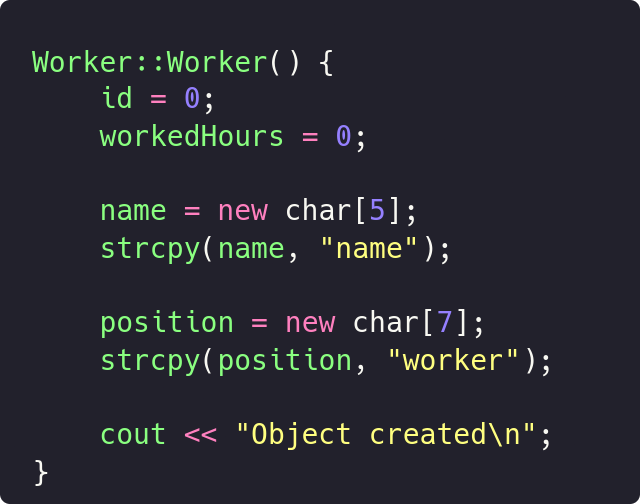 Worker::Worker() {
    id = 0;
    workedHours = 0;

    name = new char[5];
    strcpy(name, "name");

    position = new char[7];
    strcpy(position, "worker");

    cout << "Object created\n";
}